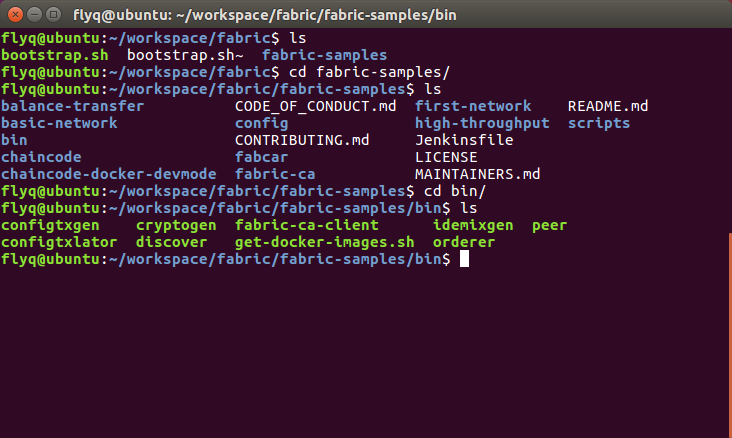 flyq@ubuntu: ~/workspace/fabric/fabric-samples/bin
flyq@ubuntu:~/workspace/fabric$ ls
bootstrap.sh  bootstrap.sh~  fabric-samples
flyq@ubuntu:~/workspace/fabric$ cd fabric-samples/
flyq@ubuntu:~/workspace/fabric/fabric-samples$ ls
balance-transfer          CODE_OF_CONDUCT.md  first-network    README.md
basic-network             config              high-throughput  scripts
bin                       CONTRIBUTING.md     Jenkinsfile
chaincode                 fabcar              LICENSE
chaincode-docker-devmode  fabric-ca           MAINTAINERS.md
flyq@ubuntu:~/workspace/fabric/fabric-samples$ cd bin/
flyq@ubuntu:~/workspace/fabric/fabric-samples/bin$ ls
configtxgen    cryptogen  fabric-ca-client      idemixgen  peer
configtxlator  discover   get-docker-images.sh  orderer
flyq@ubuntu:~/workspace/fabric/fabric-samples/bin$